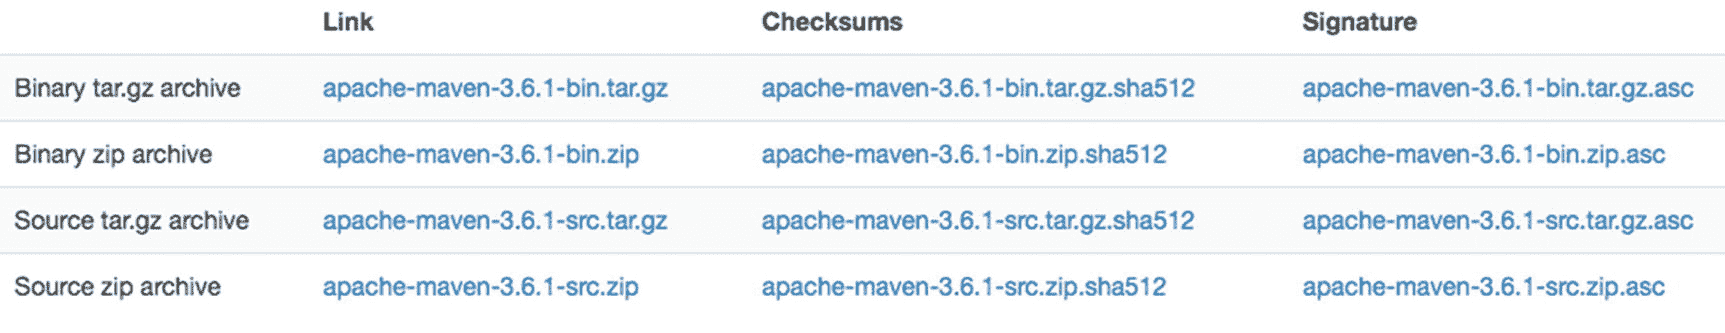 Link Checksums Signature
Binary tar.gz archive apache-maven-3.6.1-bin.tar.gz apache-maven-3.6.1-bin.tar.gz.sha512 apache-maven-3.6.1-bin.tar.gz.asc
Binary zip archive apache-maven-3.6.1-bin.zip apache-maven-3.6.1-bin.zip.sha512 apache-maven-3.6.1-bin.zip.asc
Source tar.gz archive apache-maven-3.6.1-src.tar.gz apache-maven-3.6.1-src.tar.gz.sha512 apache-maven-3.6.1-src.tar.gz.asc
Source zip archive apache-maven-3.6.1-src.zip apache-maven-3.6.1-src.zip.sha512 apache-maven-3.6.1-src.zip.asc